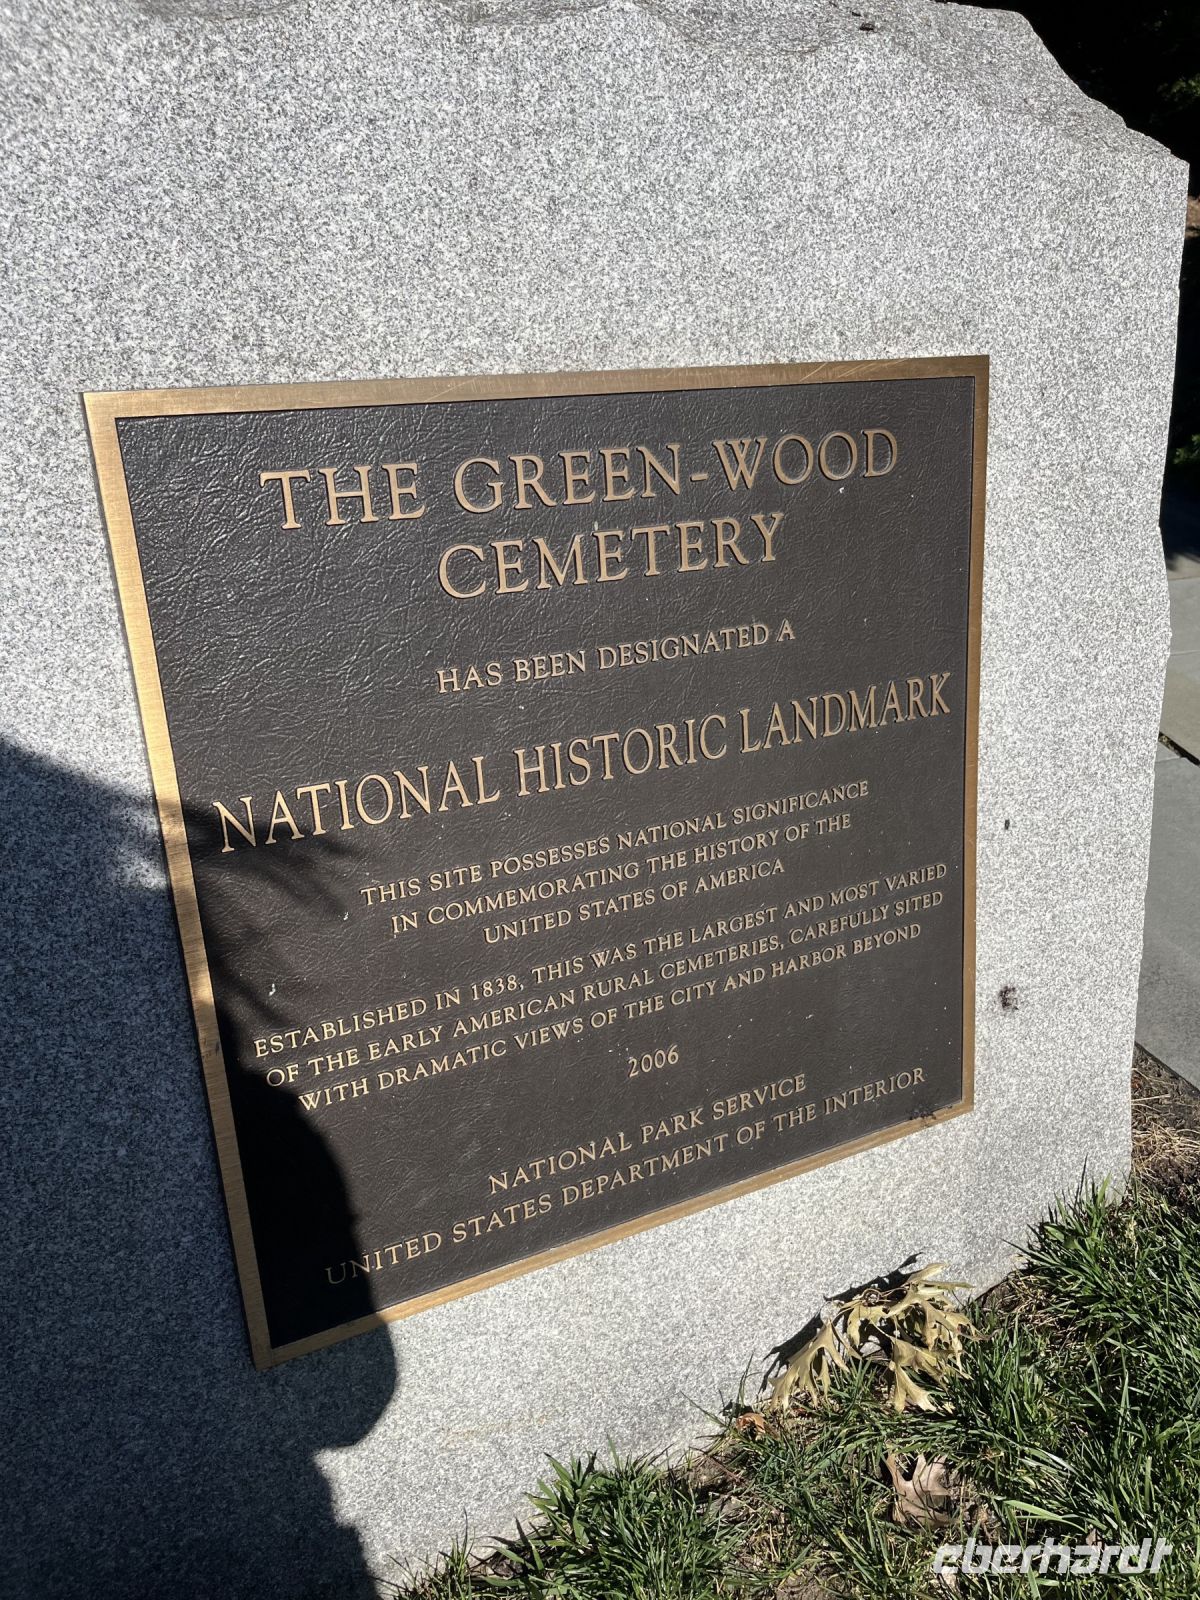 THE GREEN-WOOD
CEMETERY
HAS BEEN DESIGNATED A
NATIONAL HISTORIC LANDMARK
THIS SITE POSSESSES NATIONAL SIGNIFICANCE
IN COMMEMORATING THE HISTORY OF THE
UNITED STATES OF AMERICA
ESTABLISHED IN 1838, THIS WAS THE LARGEST AND MOST VARIED
OF THE EARLY AMERICAN RURAL CEMETERIES, CAREFULLY SITED
WITH DRAMATIC VIEWS OF THE CITY AND HARBOR BEYOND
2006
NATIONAL PARK SERVICE
UNITED STATES DEPARTMENT OF THE INTERIOR
eberhardt